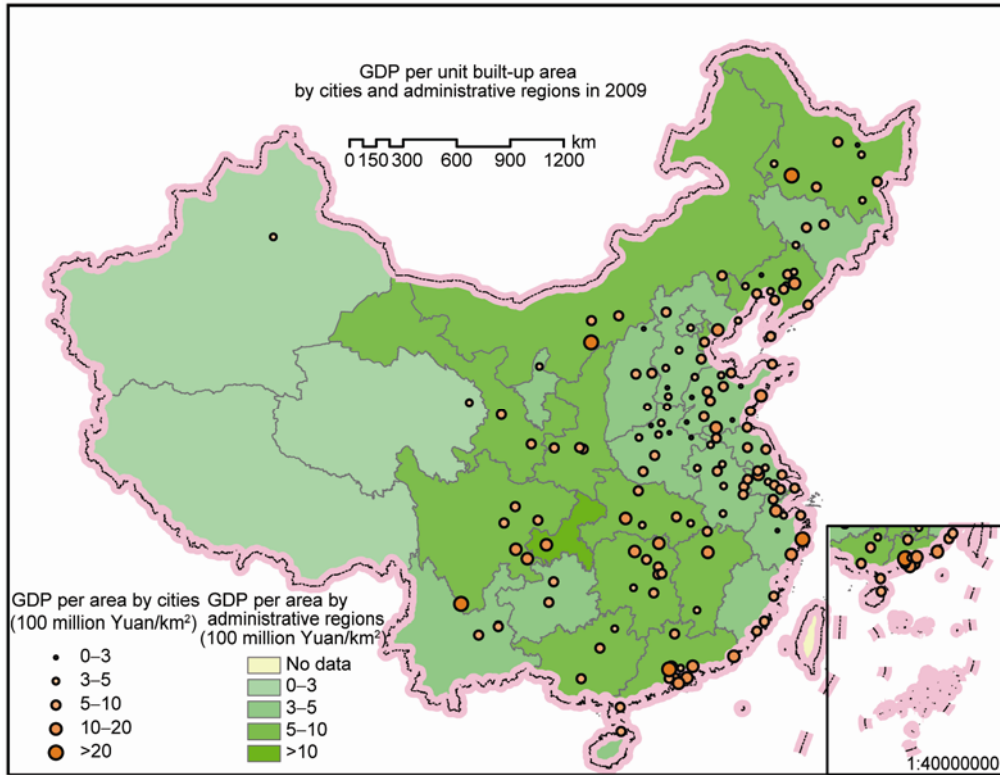 GDP per unit built-up area
by cities and administrative regions in 2009
km
0 150 300 600 900 1200
GDP per area by cities
(100 million Yuan/km²)
0–3
3–5
5–10
10–20
>20
GDP per area by
administrative regions
(100 million Yuan/km²)
No data
0–3
3–5
5–10
>10
1:40000000